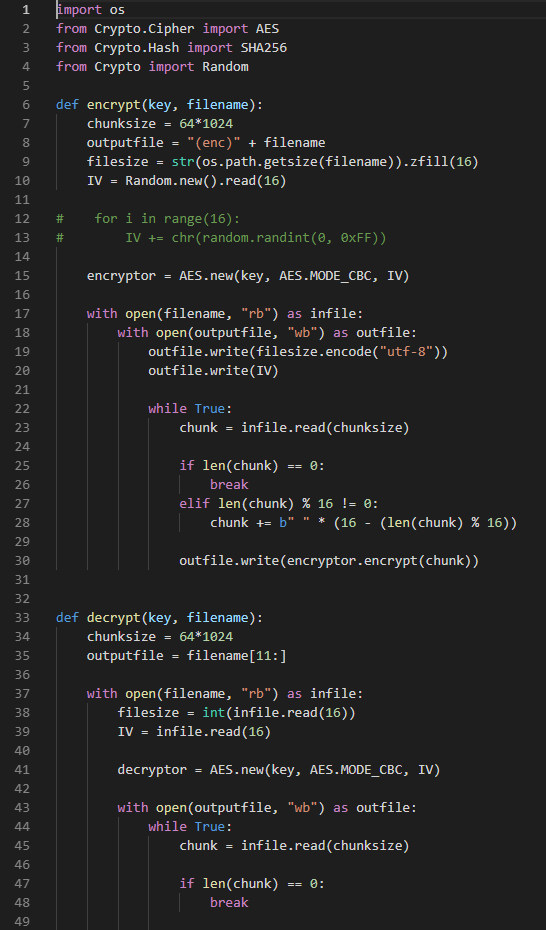 1 import os
2 from Crypto.Cipher import AES
3 from Crypto.Hash import SHA256
4 from Crypto import Random
5
6 def encrypt(key, filename):
7     chunksize = 64*1024
8     outputfile = "(enc)" + filename
9     filesize = str(os.path.getsize(filename)).zfill(16)
10     IV = Random.new().read(16)
11
12 #    for i in range(16):
13 #        IV += chr(random.randint(0, 0xFF))
14
15     encryptor = AES.new(key, AES.MODE_CBC, IV)
16
17     with open(filename, "rb") as infile:
18         with open(outputfile, "wb") as outfile:
19             outfile.write(filesize.encode("utf-8"))
20             outfile.write(IV)
21
22             while True:
23                 chunk = infile.read(chunksize)
24
25                 if len(chunk) == 0:
26                     break
27                 elif len(chunk) % 16 != 0:
28                     chunk += b" " * (16 - (len(chunk) % 16))
29
30                 outfile.write(encryptor.encrypt(chunk))
31
32
33 def decrypt(key, filename):
34     chunksize = 64*1024
35     outputfile = filename[11:]
36
37     with open(filename, "rb") as infile:
38         filesize = int(infile.read(16))
39         IV = infile.read(16)
40
41         decryptor = AES.new(key, AES.MODE_CBC, IV)
42
43         with open(outputfile, "wb") as outfile:
44             while True:
45                 chunk = infile.read(chunksize)
46
47                 if len(chunk) == 0:
48                     break
49